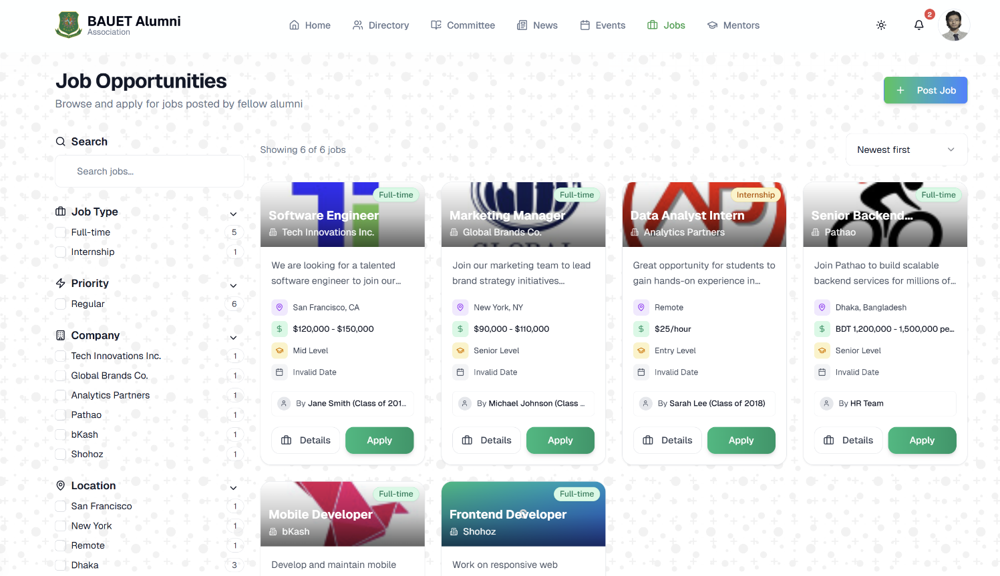 BAUET Alumni
Association
Home
Directory
Committee
News
Events
Jobs
Mentors
2
Job Opportunities
Browse and apply for jobs posted by fellow alumni
Post Job
Search
Search jobs...
Job Type
Full-time 5
Internship 1
Priority
Regular 6
Company
Tech Innovations Inc. 1
Global Brands Co. 1
Analytics Partners 1
Pathao 1
bKash 1
Shohoz 1
Location
San Francisco 1
New York 1
Remote 1
Dhaka 3
Showing 6 of 6 jobs
Newest first
Full-time
Software Engineer
Tech Innovations Inc.
We are looking for a talented
software engineer to join our...
San Francisco, CA
$120,000 - $150,000
Mid Level
Invalid Date
By Jane Smith (Class of 201...
Details
Apply
Full-time
Marketing Manager
Global Brands Co.
GLOBAL
Join our marketing team to lead
brand strategy initiatives...
New York, NY
$90,000 - $110,000
Senior Level
Invalid Date
By Michael Johnson (Class ...
Details
Apply
Internship
Data Analyst Intern
Analytics Partners
Great opportunity for students to
gain hands-on experience in...
Remote
$25/hour
Entry Level
Invalid Date
By Sarah Lee (Class of 2018)
Details
Apply
Full-time
Senior Backend...
Pathao
Join Pathao to build scalable
backend services for millions of...
Dhaka, Bangladesh
BDT 1,200,000 - 1,500,000 pe...
Senior Level
Invalid Date
By HR Team
Details
Apply
Full-time
Mobile Developer
bKash
Develop and maintain mobile
Full-time
Frontend Developer
Shohoz
Work on responsive web